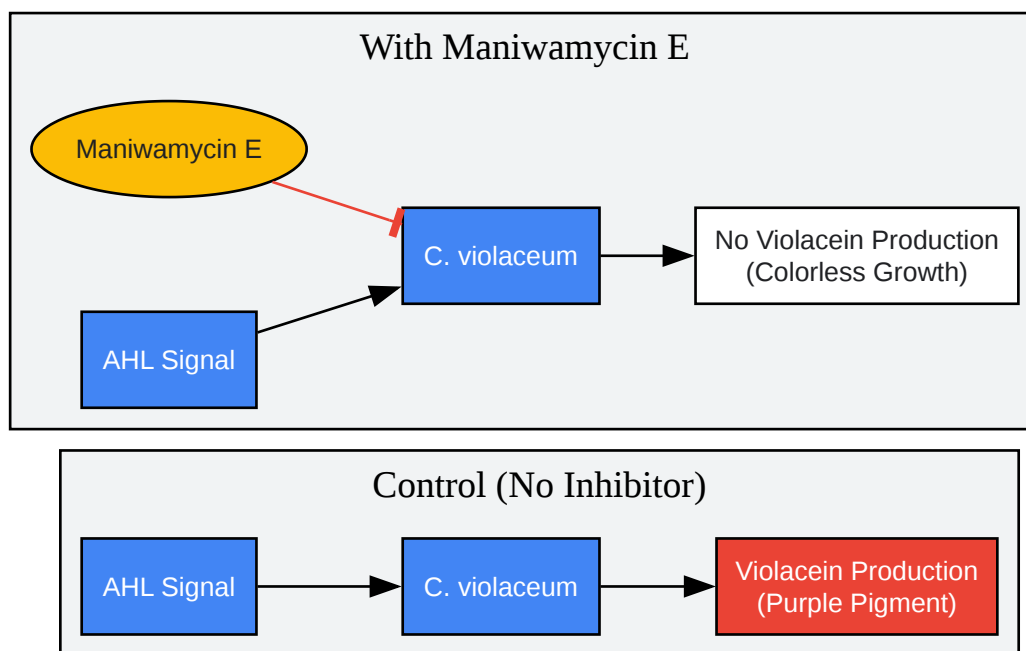 With Maniwamycin E
Maniwamycin E
C. violaceum
No Violacein Production
(Colorless Growth)
AHL Signal
Control (No Inhibitor)
AHL Signal
C. violaceum
Violacein Production
(Purple Pigment)